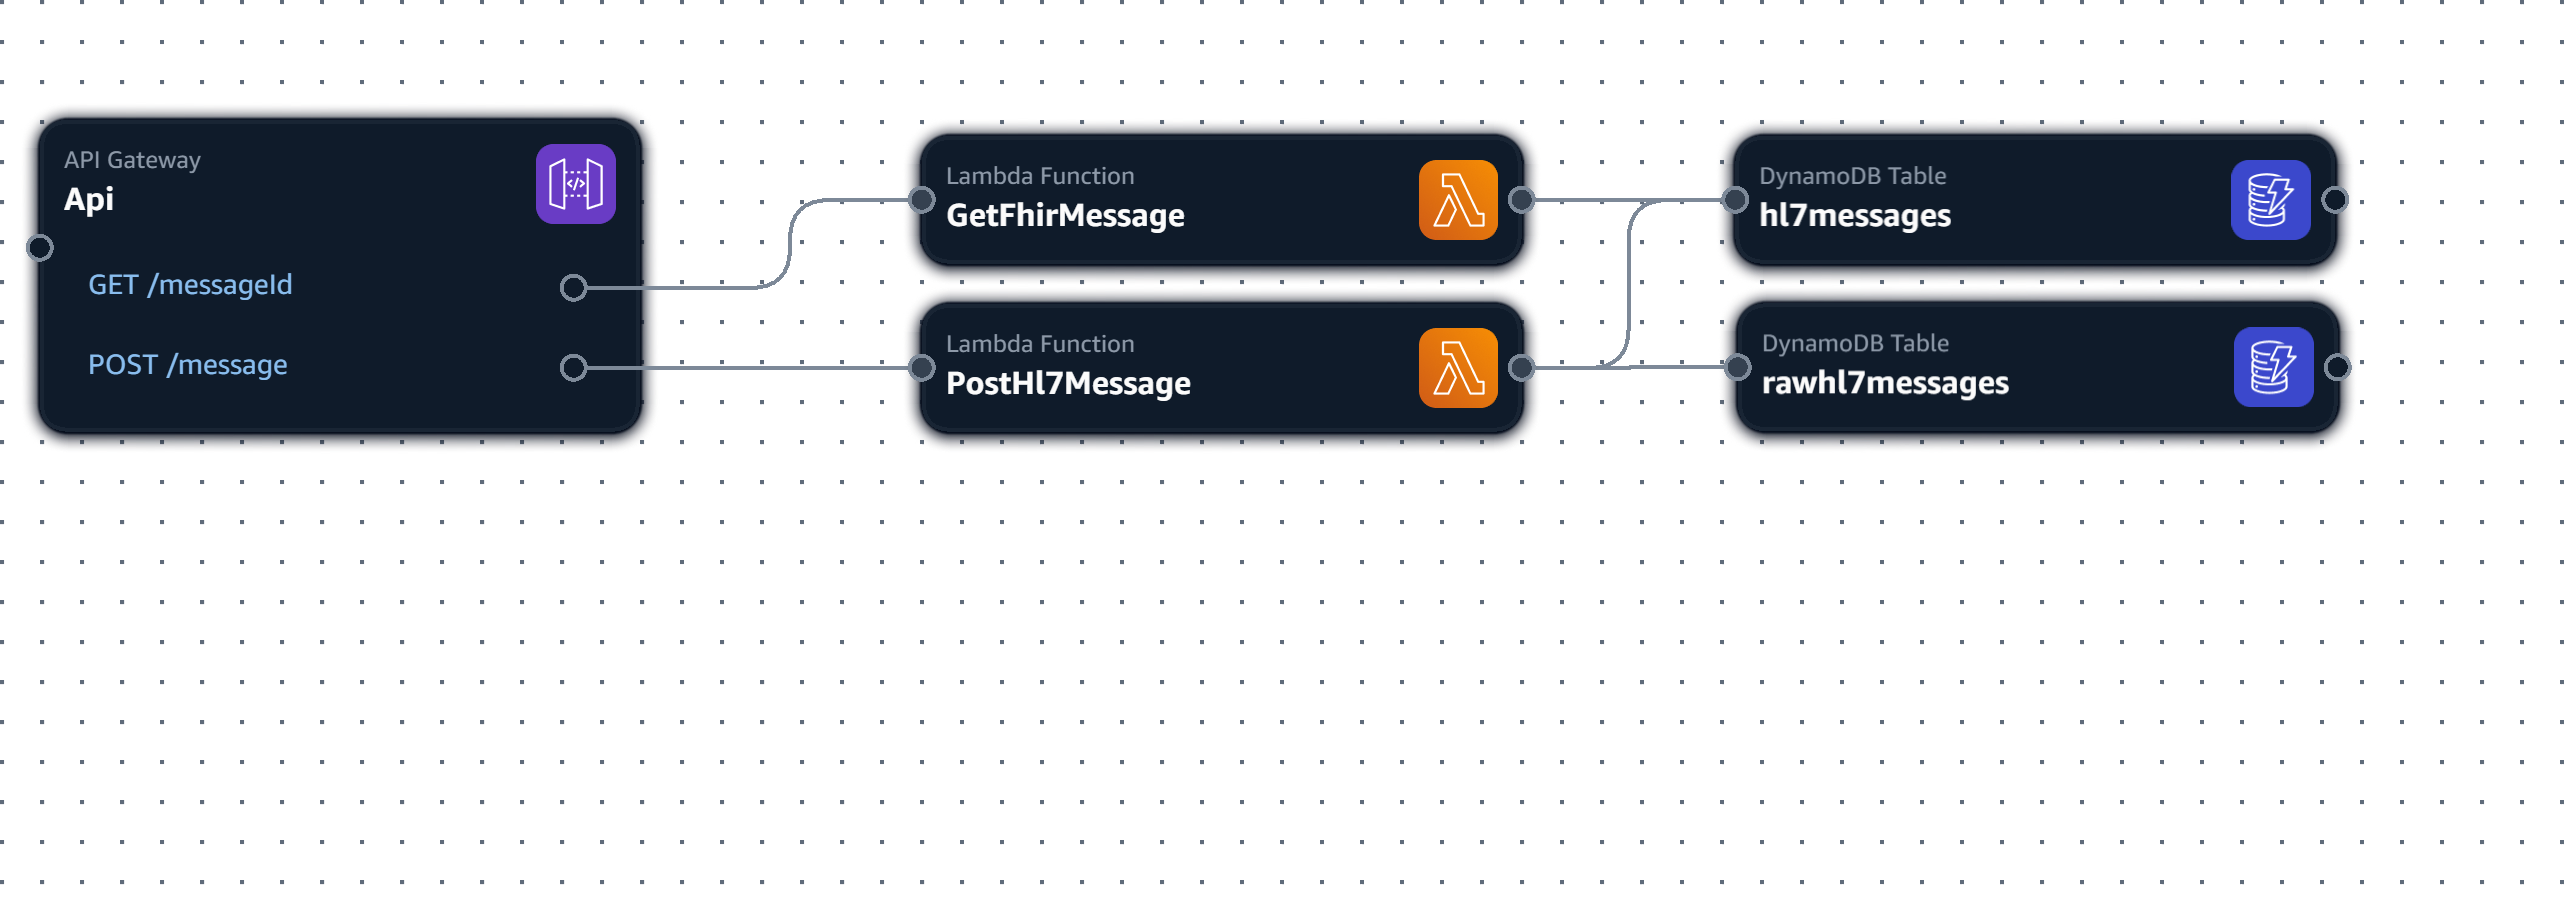 API Gateway
Api
GET /messageId
POST /message
Lambda Function
GetFhirMessage
Lambda Function
PostHl7Message
DynamoDB Table
hl7messages
DynamoDB Table
rawhl7messages